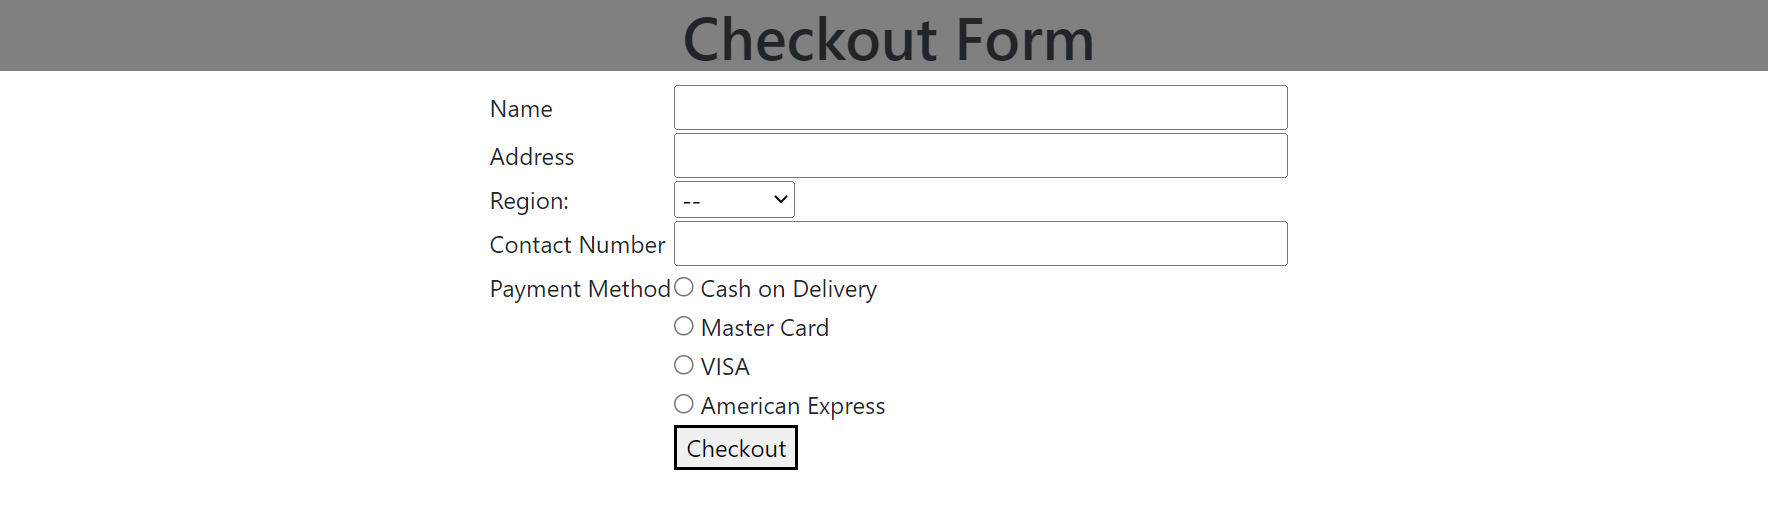 Checkout Form
Name
Address
Region: --
Contact Number
Payment Method Cash on Delivery
Master Card
VISA
American Express
Checkout